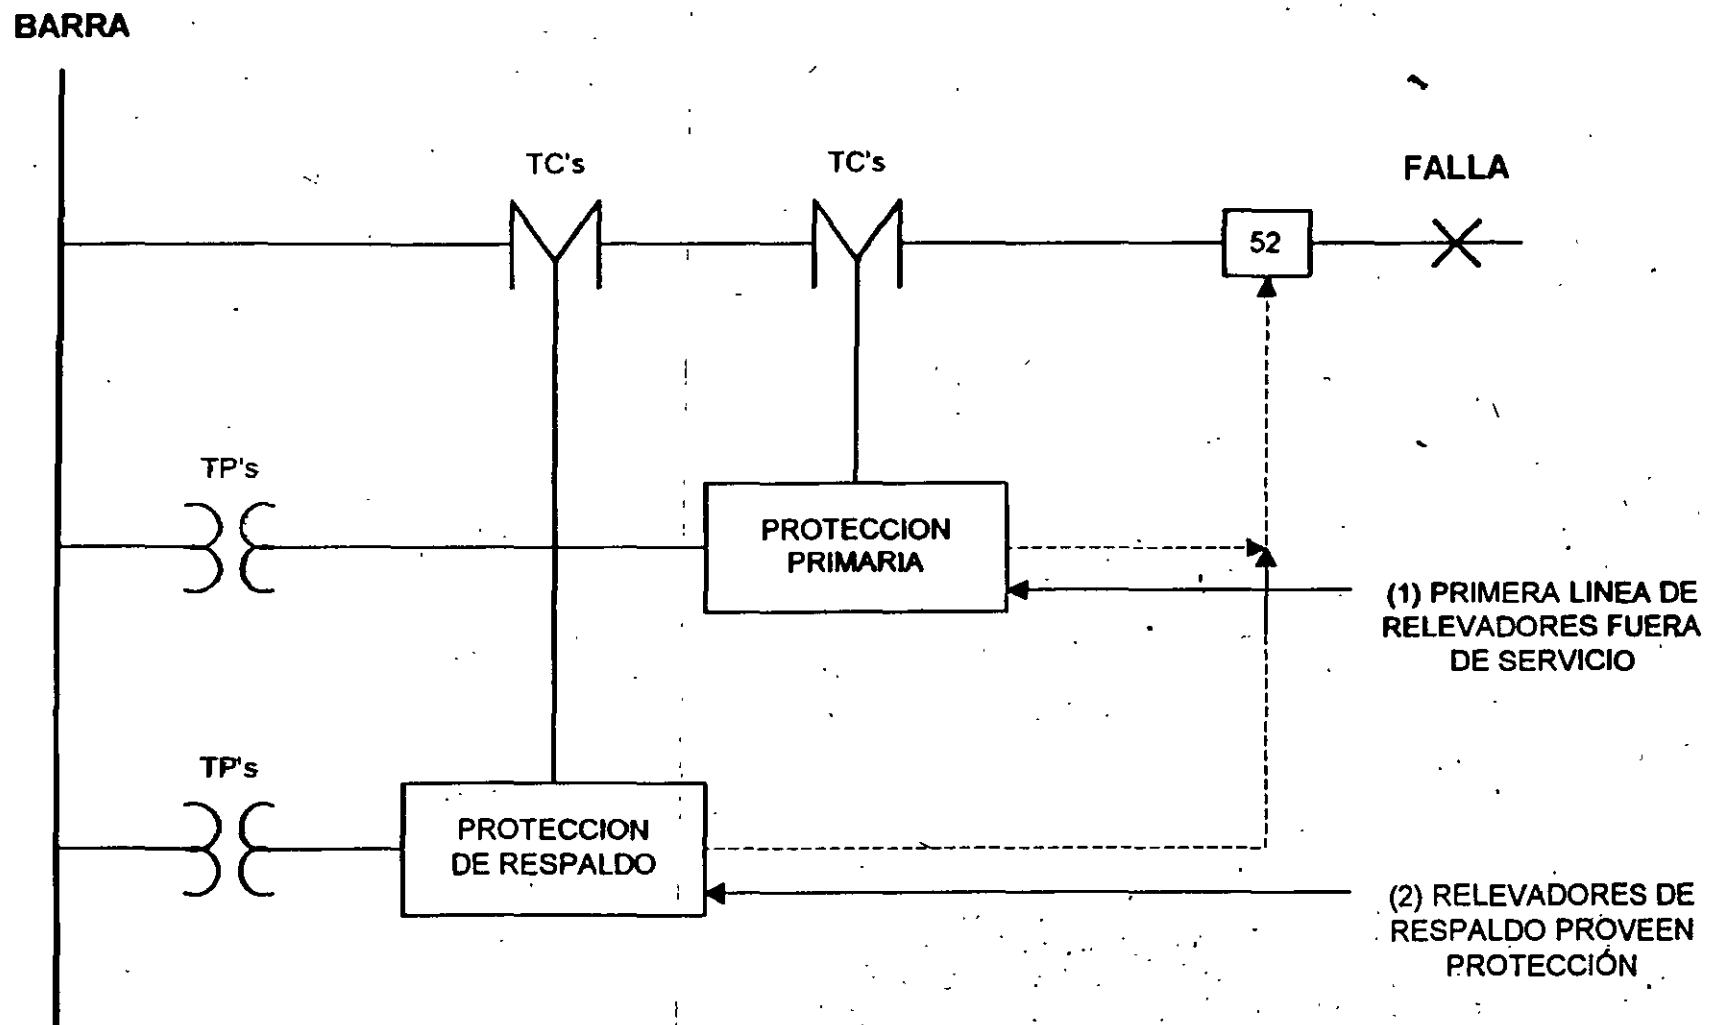 BARRA
TC's
TC's
FALLA
52
TP's
PROTECCION
PRIMARIA
(1) PRIMERA LINEA DE
RELEVADORES FUERA
DE SERVICIO
TP's
PROTECCION
DE RESPALDO
(2) RELEVADORES DE
RESPALDO PROVEEN
PROTECCIÓN